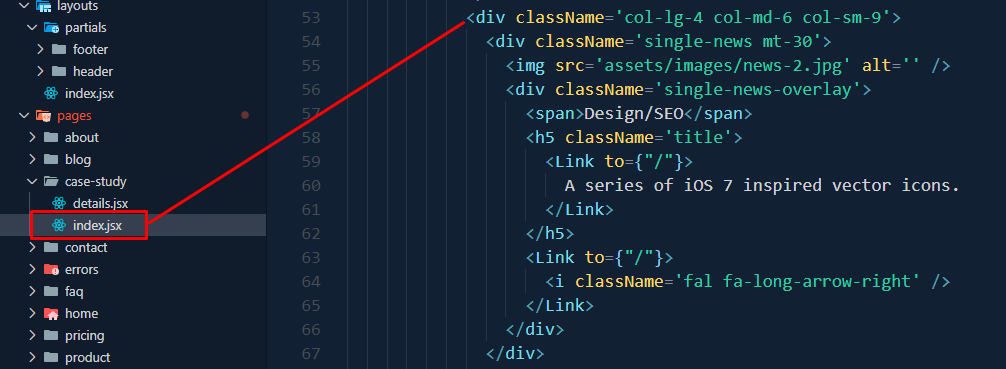 layouts
partials
footer
header
index.jsx
pages
about
blog
case-study
details.jsx
index.jsx
contact
errors
faq
home
pricing
product
53 <div className='col-lg-4 col-md-6 col-sm-9'>
54 <div className='single-news mt-30'>
55 <img src='assets/images/news-2.jpg' alt='' />
56 <div className='single-news-overlay'>
57 <span>Design/SEO</span>
58 <h5 className='title'>
59 <Link to={"/"}>
60 A series of iOS 7 inspired vector icons.
61 </Link>
62 </h5>
63 <Link to={"/"}>
64 <i className='fal fa-long-arrow-right' />
65 </Link>
66 </div>
67 </div>